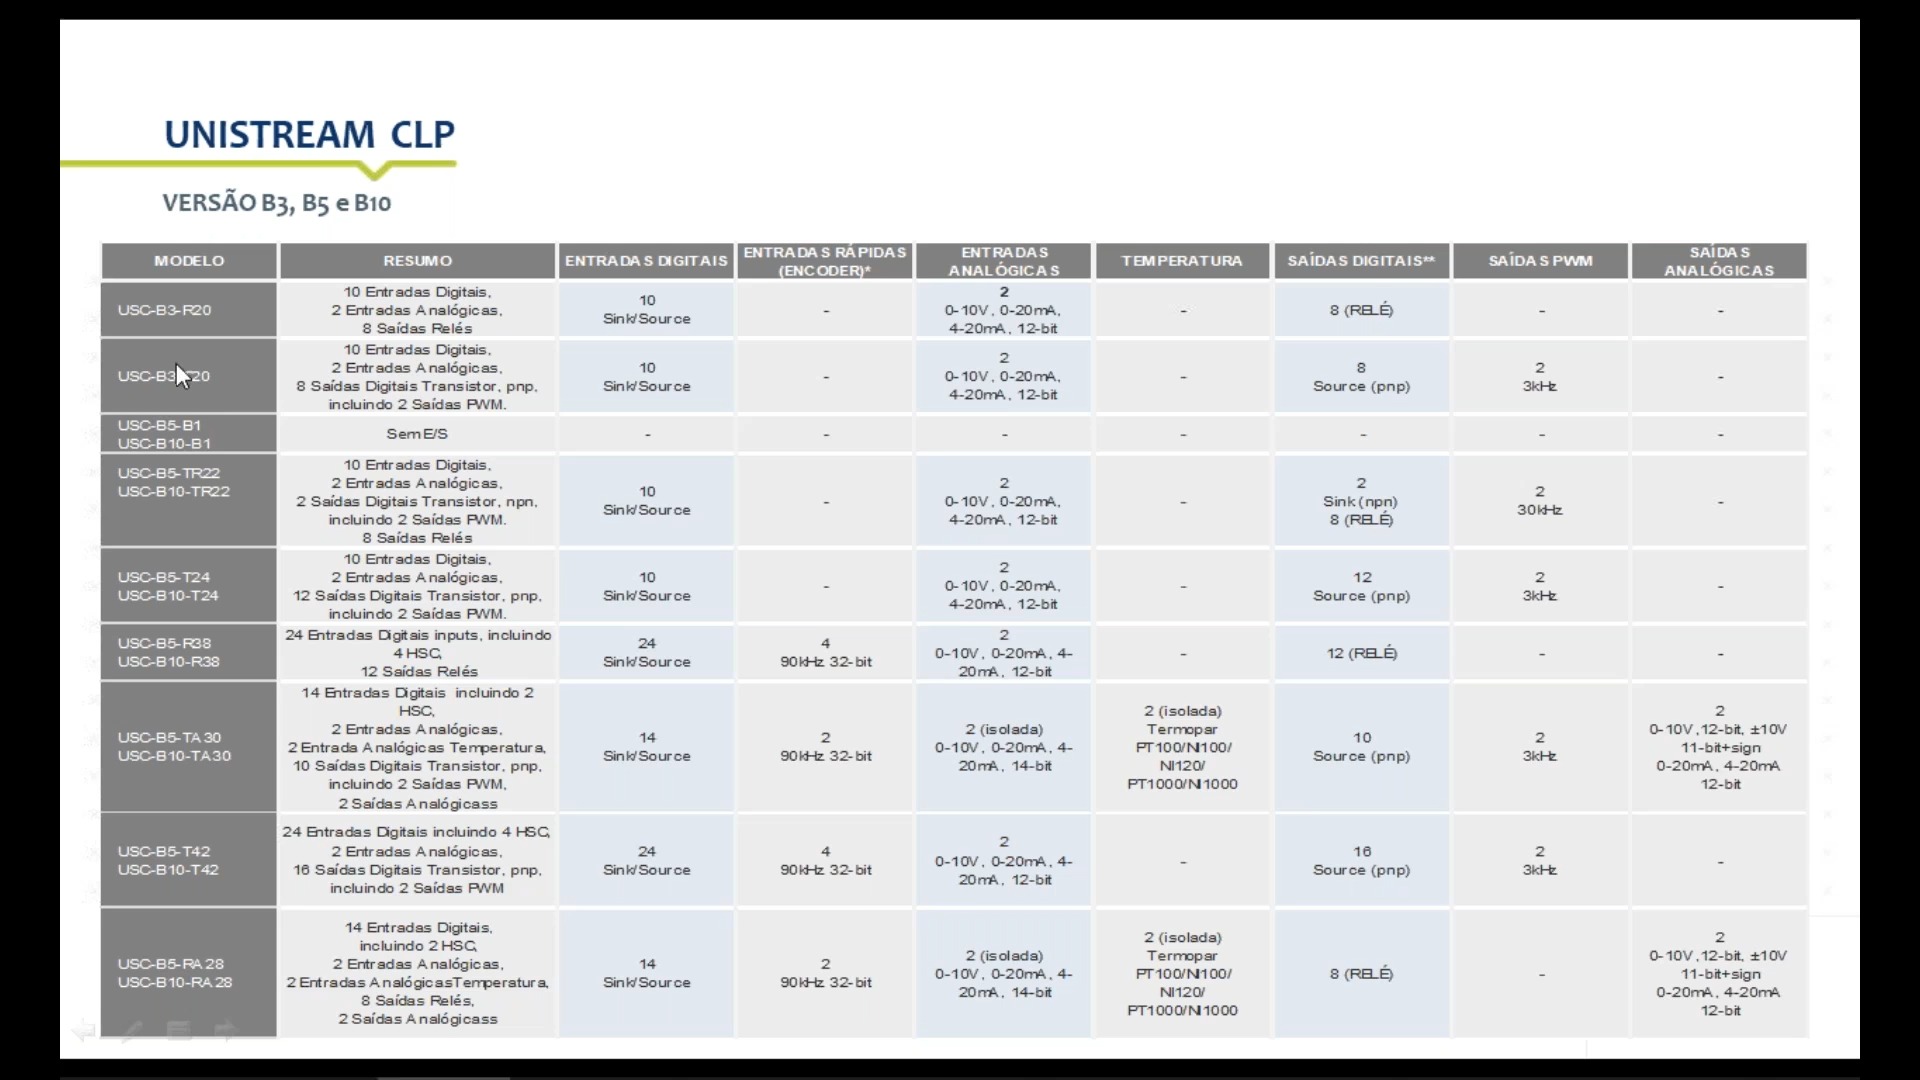 UNISTREAM CLP
VERSÃO B3, B5 e B10
MODELO
RESUMO
ENTRADAS DIGITAIS
ENTRADAS RÁPIDAS
(ENCODER)*
ENTRADAS
ANALÓGICAS
TEMPERATURA
SAÍDAS DIGITAIS**
SAÍDAS PWM
SAÍDAS
ANALÓGICAS
USC-B3-R20
10 Entradas Digitais,
2 Entradas Analógicas,
8 Saídas Relés
10
Sink/Source
-
2
0-10V, 0-20mA,
4-20mA, 12-bit
-
8 (RELÉ)
-
-
USC-B3 20
10 Entradas Digitais,
2 Entradas Analógicas,
8 Saídas Digitais Transistor, pnp,
incluindo 2 Saídas PWM.
10
Sink/Source
-
2
0-10V, 0-20mA,
4-20mA, 12-bit
-
8
Source (pnp)
2
3kHz
-
USC-B5-B1
USC-B10-B1
Sem E/S
-
-
-
-
-
-
-
USC-B5-TR22
USC-B10-TR22
10 Entradas Digitais,
2 Entradas Analógicas,
2 Saídas Digitais Transistor, npn,
incluindo 2 Saídas PWM.
8 Saídas Relés
10
Sink/Source
-
2
0-10V, 0-20mA,
4-20mA, 12-bit
-
2
Sink (npn)
8 (RELÉ)
2
30kHz
-
USC-B5-T24
USC-B10-T24
10 Entradas Digitais,
2 Entradas Analógicas,
12 Saídas Digitais Transistor, pnp,
incluindo 2 Saídas PWM.
10
Sink/Source
-
2
0-10V, 0-20mA,
4-20mA, 12-bit
-
12
Source (pnp)
2
3kHz
-
USC-B5-R38
USC-B10-R38
24 Entradas Digitais inputs, incluindo
4 HSC,
12 Saídas Relés
24
Sink/Source
4
90kHz 32-bit
2
0-10V, 0-20mA, 4-
20mA, 12-bit
-
12 (RELÉ)
-
-
USC-B5-TA30
USC-B10-TA30
14 Entradas Digitais incluindo 2
HSC,
2 Entradas Analógicas,
2 Entrada Analógicas Temperatura,
10 Saídas Digitais Transistor, pnp,
incluindo 2 Saídas PWM,
2 Saídas Analógicass
14
Sink/Source
2
90kHz 32-bit
2 (isolada)
0-10V, 0-20mA, 4-
20mA, 14-bit
2 (isolada)
Termopar
PT100/NI100/
NI120/
PT1000/NI1000
10
Source (pnp)
2
3kHz
2
0-10V,12-bit, ±10V
11-bit+sign
0-20mA, 4-20mA
12-bit
USC-B5-T42
USC-B10-T42
24 Entradas Digitais incluindo 4 HSC,
2 Entradas Analógicas,
16 Saídas Digitais Transistor, pnp,
incluindo 2 Saídas PWM
24
Sink/Source
4
90kHz 32-bit
2
0-10V, 0-20mA, 4-
20mA, 12-bit
-
16
Source (pnp)
2
3kHz
-
USC-B5-RA28
USC-B10-RA28
14 Entradas Digitais,
incluindo 2 HSC,
2 Entradas Analógicas,
2 Entradas AnalógicasTemperatura,
8 Saídas Relés,
2 Saídas Analógicass
14
Sink/Source
2
90kHz 32-bit
2 (isolada)
0-10V, 0-20mA, 4-
20mA, 14-bit
2 (isolada)
Termopar
PT100/NI100/
NI120/
PT1000/NI1000
8 (RELÉ)
-
2
0-10V,12-bit, ±10V
11-bit+sign
0-20mA, 4-20mA
12-bit